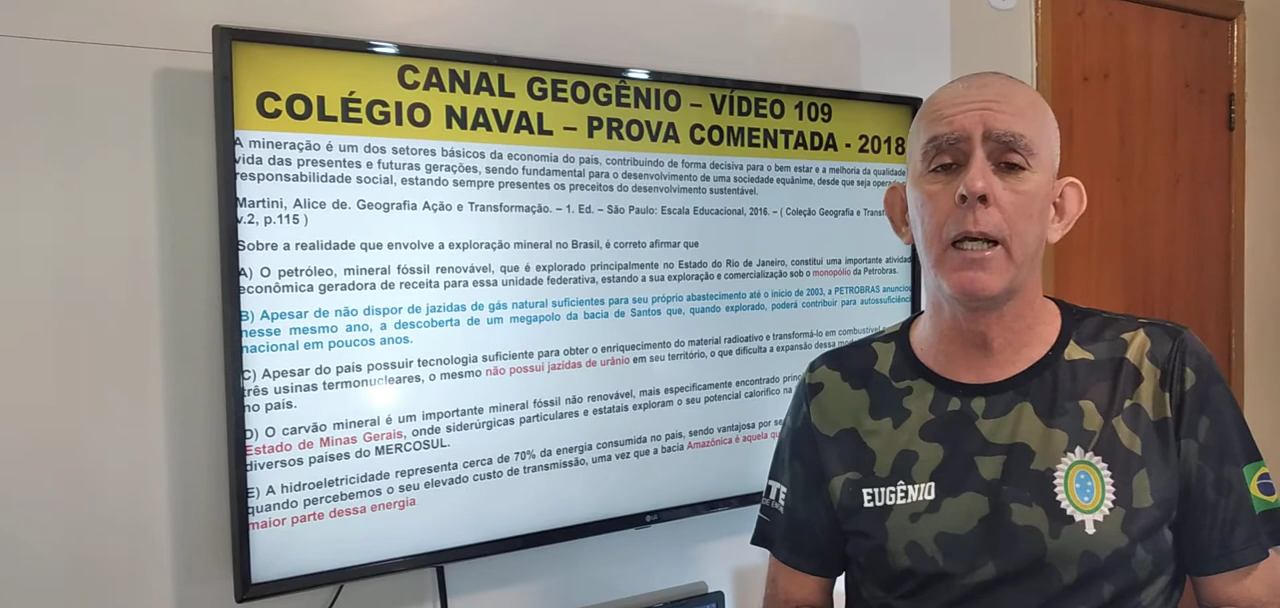 CANAL GEOGÊNIO – VÍDEO 109
COLÉGIO NAVAL – PROVA COMENTADA - 2018
A mineração é um dos setores básicos da economia do país, contribuindo de forma decisiva para o bem estar e a melhoria da qualidade
vida das presentes e futuras gerações, sendo fundamental para o desenvolvimento de uma sociedade equânime, desde que seja
responsabilidade social, estando sempre presentes os preceitos do desenvolvimento sustentável.
Martini, Alice de. Geografia Ação e Transformação. – 1. Ed. – São Paulo: Escala Educacional, 2016. – ( Coleção Geografia e
v.2, p.115 )
Sobre a realidade que envolve a exploração mineral no Brasil, é correto afirmar que
A) O petróleo, mineral fóssil renovável, que é explorado principalmente no Estado do Rio de Janeiro, constitui uma importante atividade
econômica geradora de receita para essa unidade federativa, estando a sua exploração e comercialização sob o monopólio da Petrobras.
B) Apesar de não dispor de jazidas de gás natural suficientes para seu próprio abastecimento até o início de 2003, a PETROBRAS anunciou
nesse mesmo ano, a descoberta de um megapolo da bacia de Santos que, quando explorado, poderá contribuir para autossuficiência
nacional em poucos anos.
C) Apesar do país possuir tecnologia suficiente para obter o enriquecimento do material radioativo e transformá-lo em combustível
três usinas termonucleares, o mesmo não possui jazidas de urânio em seu território, o que dificulta a expansão dessa
no país.
D) O carvão mineral é um importante mineral fóssil não renovável, mais especificamente encontrado
Estado de Minas Gerais, onde siderúrgicas particulares e estatais exploram o seu potencial calorífico na
diversos países do MERCOSUL.
E) A hidroeletricidade representa cerca de 70% da energia consumida no país, sendo vantajosa por
quando percebemos o seu elevado custo de transmissão, uma vez que a bacia Amazônica é aquela
maior parte dessa energia
LG
EUGÊNIO